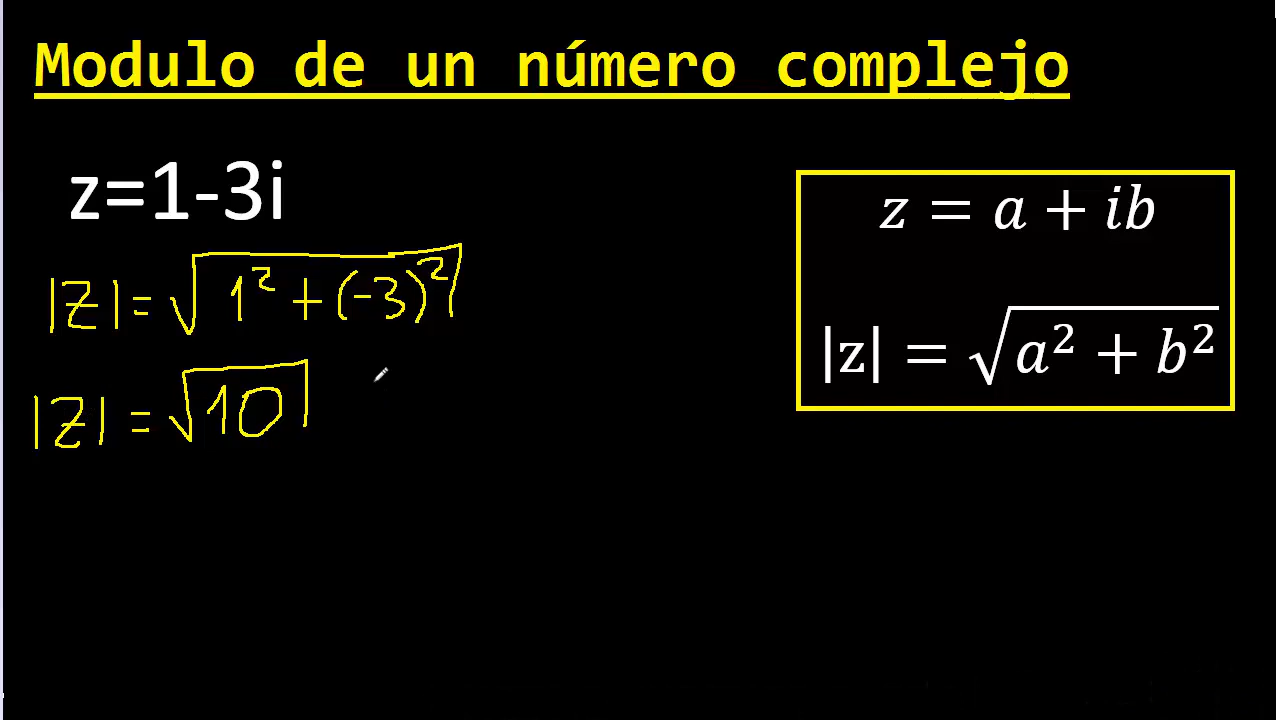 Modulo de un número complejo
z=1-3i
|Z| = √1² + (-3)²
|Z| = √10
z = a + ib
|z| = √a² + b²